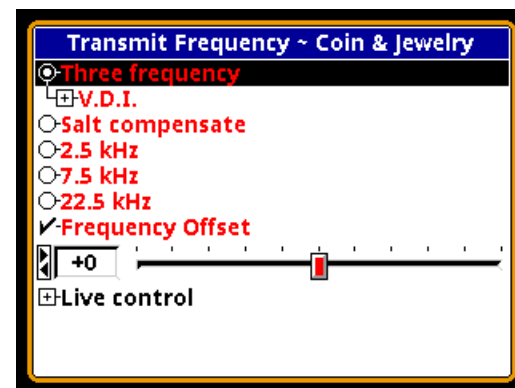 Transmit Frequency ~ Coin & Jewelry
Three frequency
V.D.I.
Salt compensate
2.5 kHz
7.5 kHz
22.5 kHz
Frequency Offset
+0
Live control